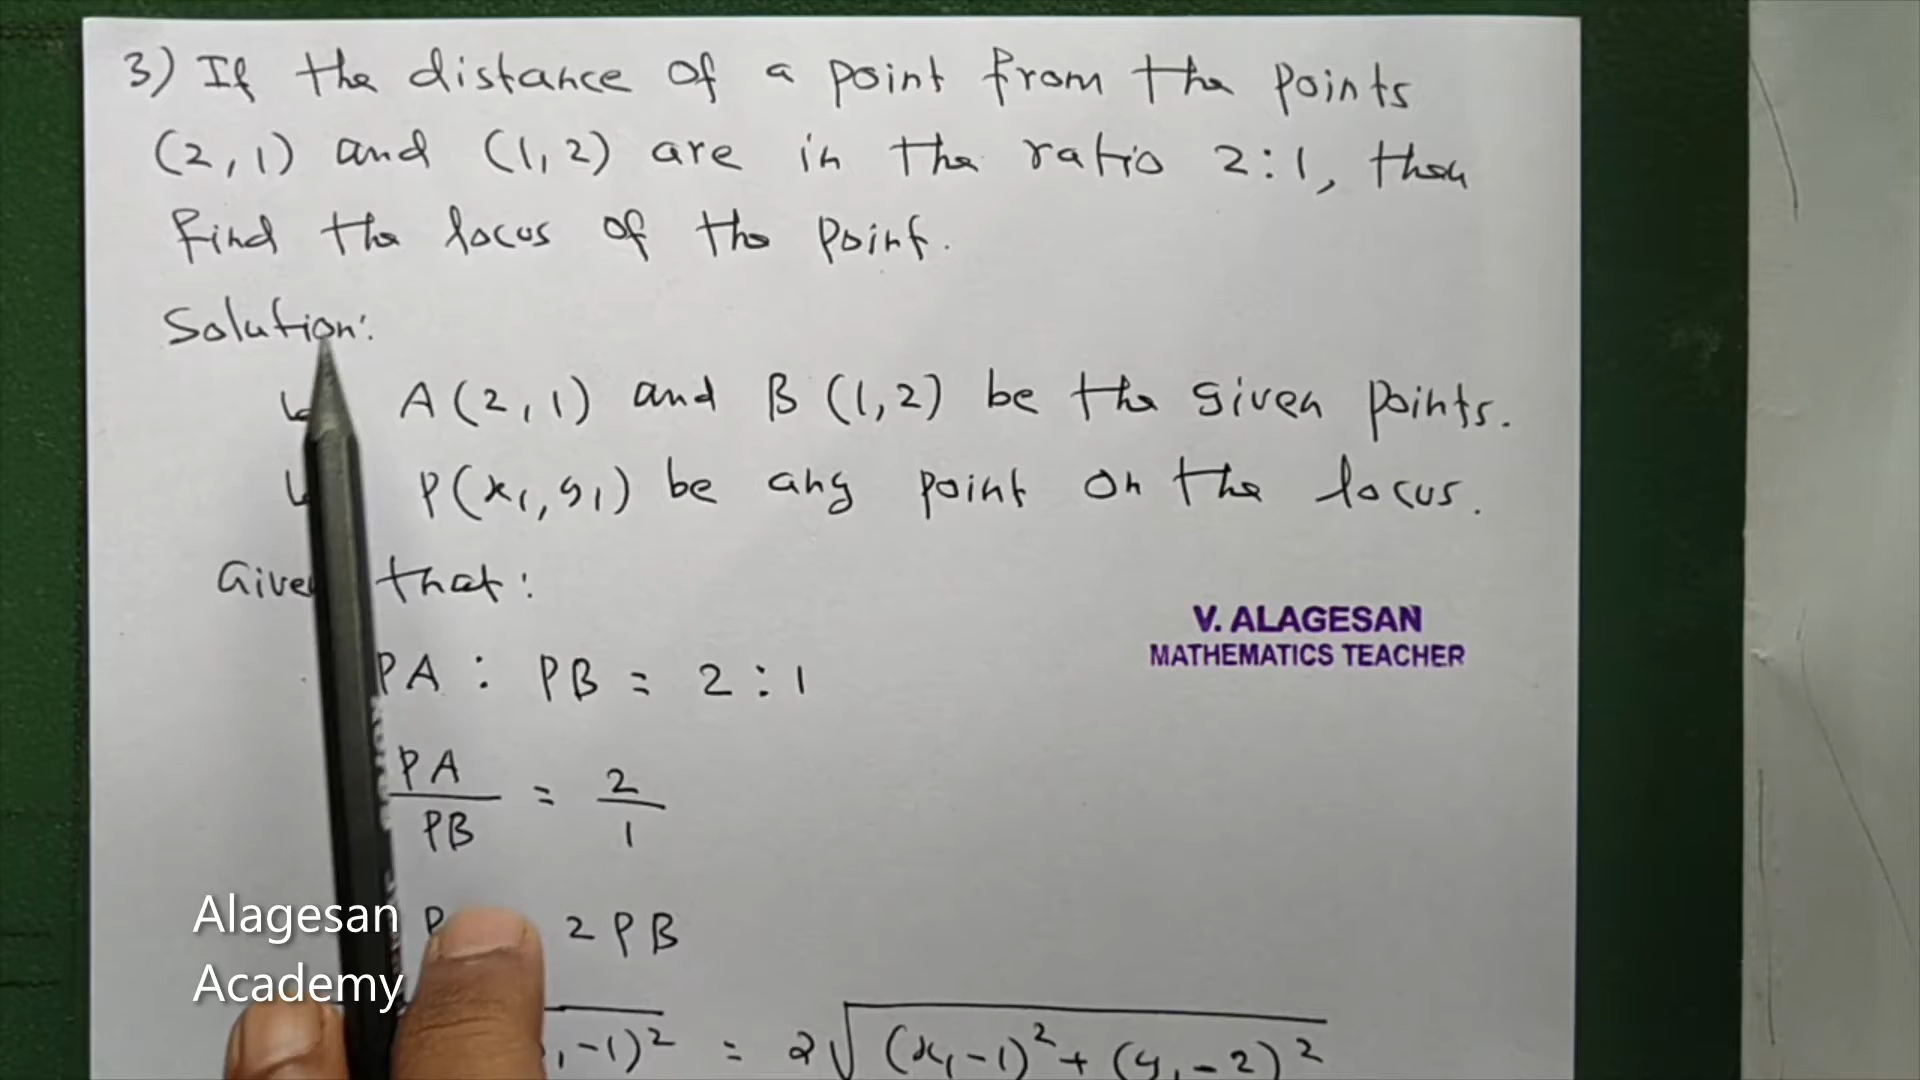 3) If the distance of a point from the points
(2,1) and (1,2) are in the ratio 2:1, then
find the locus of the point.
Solution:
A(2,1) and B(1,2) be the given points.
P(x₁,y₁) be any point on the locus.
Given that:
V. ALAGESAN
MATHEMATICS TEACHER
PA : PB = 2:1
PA/PB = 2/1
2PB
Alagesan
Academy
-1)² = 2√(x₁-1)²+(y₁-2)²